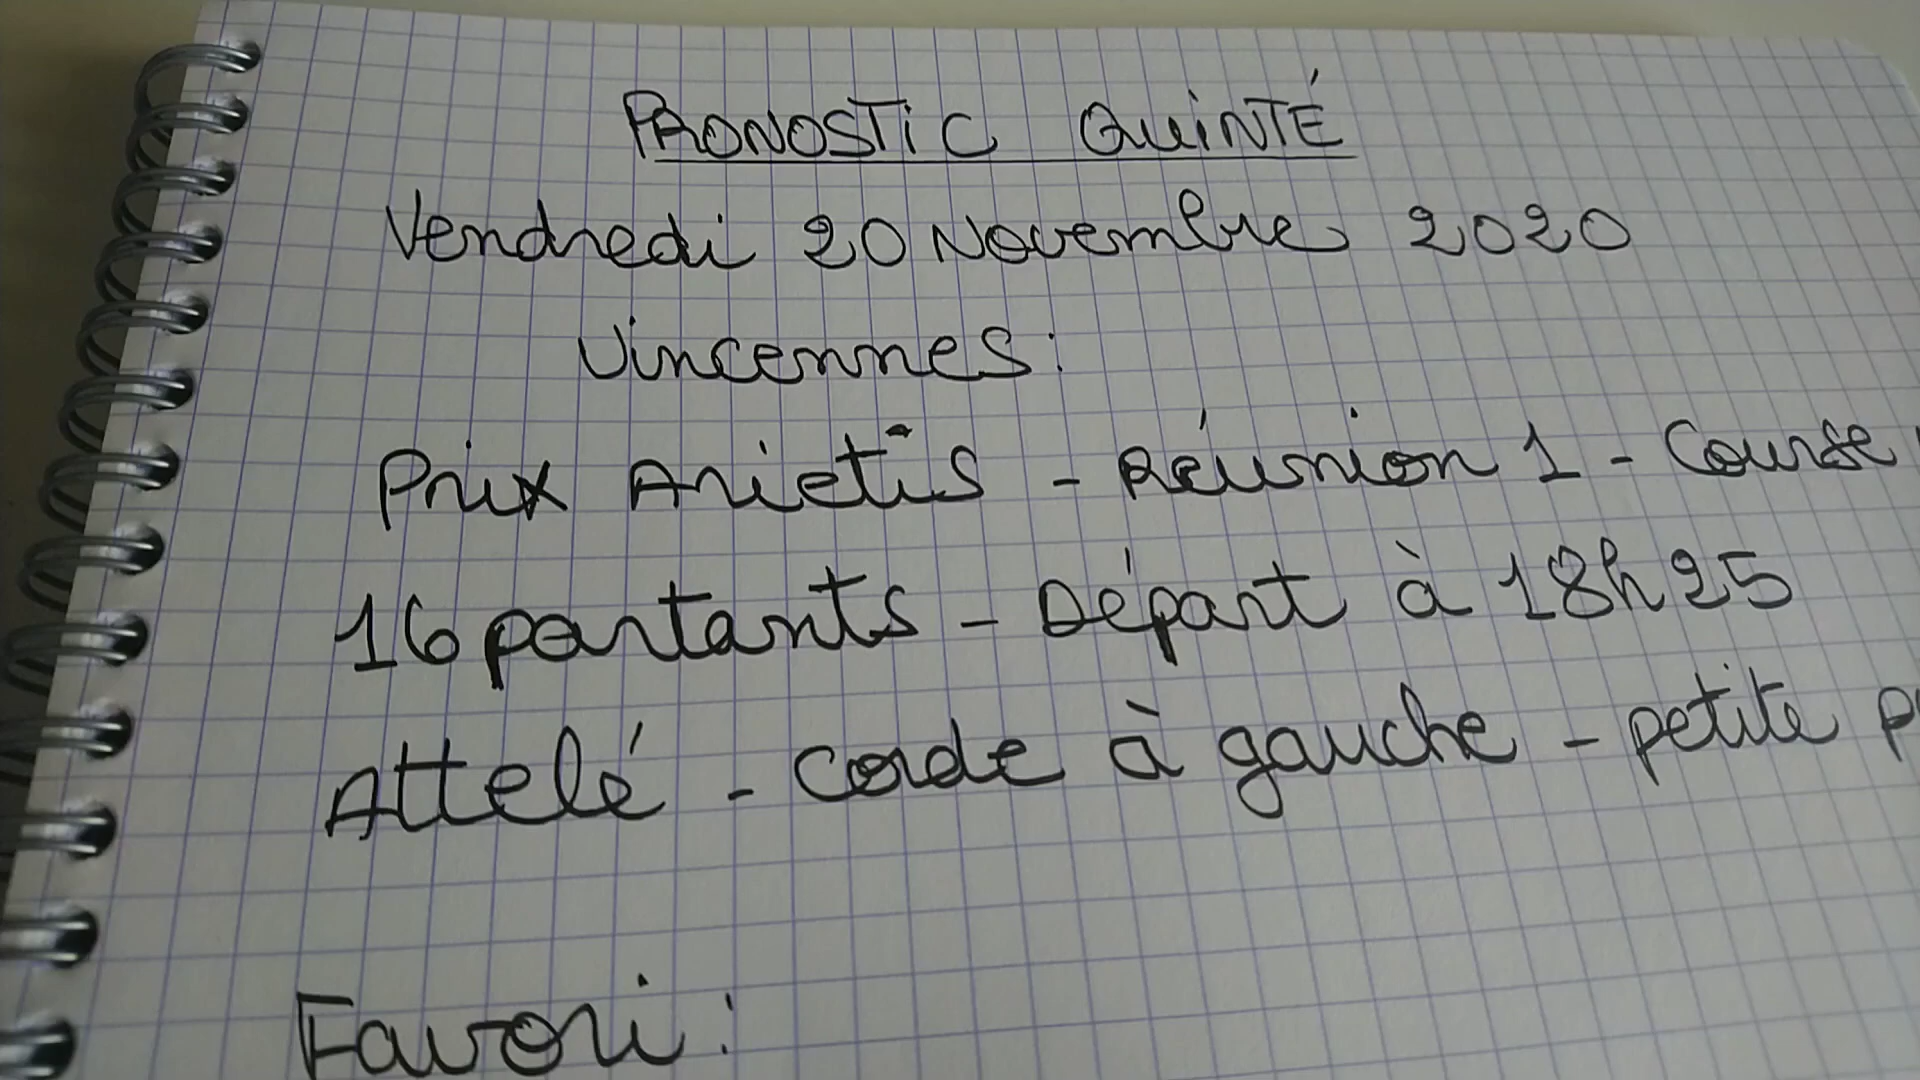 PRONOSTIC QUINTÉ
Vendredi 20 Novembre 2020
Vincennes:
Prix Arietis - Réunion 1 - Course
16 partants - Départ à 18h25
Attelé - corde à gauche - petite
Favori: